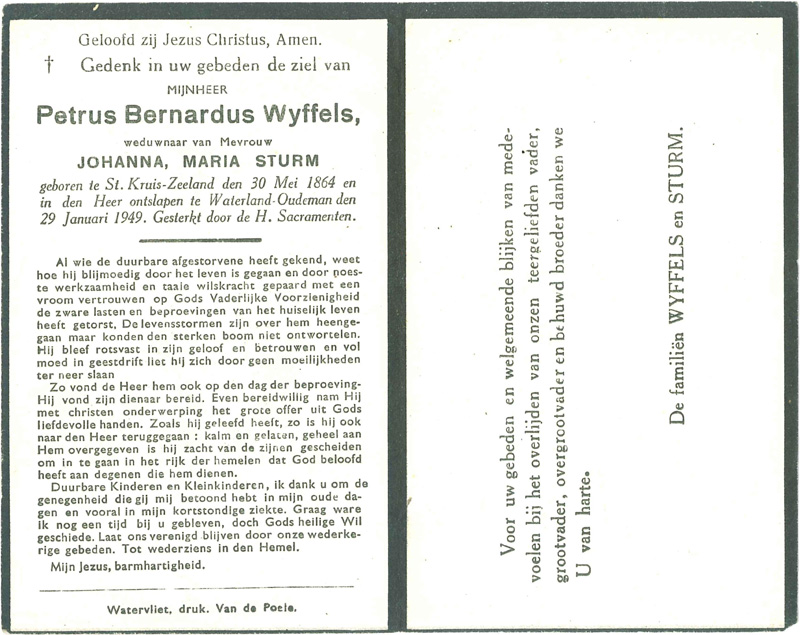 Geloofd zij Jezus Christus, Amen.
† Gedenk in uw gebeden de ziel van
MIJNHEER
Petrus Bernardus Wyffels,
weduwnaar van Mevrouw
JOHANNA, MARIA STURM
geboren te St. Kruis-Zeeland den 30 Mei 1864 en
in den Heer ontslapen te Waterland-Oudeman den
29 Januari 1949. Gesterkt door de H. Sacramenten.
Al wie de duurbare afgestorvene heeft gekend, weet
hoe hij blijmoedig door het leven is gegaan en door noes-
te werkzaamheid en taaie wilskracht gepaard met een
vroom vertrouwen op Gods Vaderlijke Voorzienigheid
de zware lasten en beproevingen van het huiselijk leven
heeft getorst. De levensstormen zijn over hem heenge-
gaan maar konden den sterken boom niet ontwortelen.
Hij bleef rotsvast in zijn geloof en betrouwen en vol
moed in geestdrift liet hij zich door geen moeilijkheden
ter neer slaan
Zo vond de Heer hem ook op den dag der beproeving-
Hij vond zijn dienaar bereid. Even bereidwillig nam Hij
met christen onderwerping het grote offer uit Gods
liefdevolle handen. Zoals hij geleefd heeft, zo is hij ook
naar den Heer teruggegaan : kalm en gelaten, geheel aan
Hem overgegeven is hij zacht van de zijnen gescheiden
om in te gaan in het rijk der hemelen dat God beloofd
heeft aan degenen die hem dienen.
Duurbare Kinderen en Kleinkinderen, ik dank u om de
genegenheid die gij mij betoond hebt in mijn oude da-
gen en vooral in mijn kortstondige ziekte. Graag ware
ik nog een tijd bij u gebleven, doch Gods heilige Wil
geschiede. Laat ons verenigd blijven door onze wederke-
rige gebeden. Tot wederziens in den Hemel.
Mijn Jezus, barmhartigheid.
Watervliet, druk. Van de Poele.
Voor uw gebeden en welgemeende blijken van mede-
voelen bij het overlijden van onzen teergeliefden vader,
grootvader, overgrootvader en behuwd broeder danken we
U van harte.
De familiën WYFFELS en STURM.